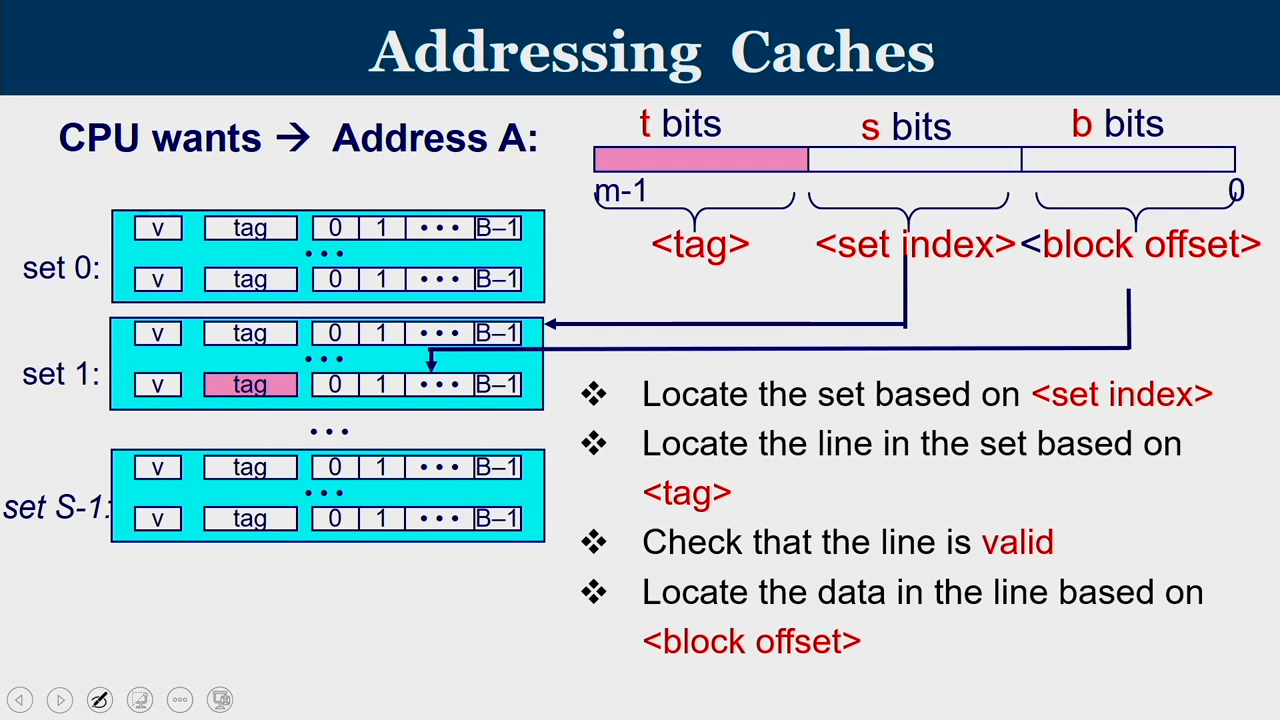 Addressing Caches
CPU wants → Address A:
t bits s bits b bits
m-1 0
<tag> <set index> <block offset>
set 0:
v tag 0 1 • • • B–1
• • •
v tag 0 1 • • • B–1
set 1:
v tag 0 1 • • • B–1
• • •
v tag 0 1 • • • B–1
• • •
set S-1:
v tag 0 1 • • • B–1
• • •
v tag 0 1 • • • B–1
❖ Locate the set based on <set index>
❖ Locate the line in the set based on
<tag>
❖ Check that the line is valid
❖ Locate the data in the line based on
<block offset>